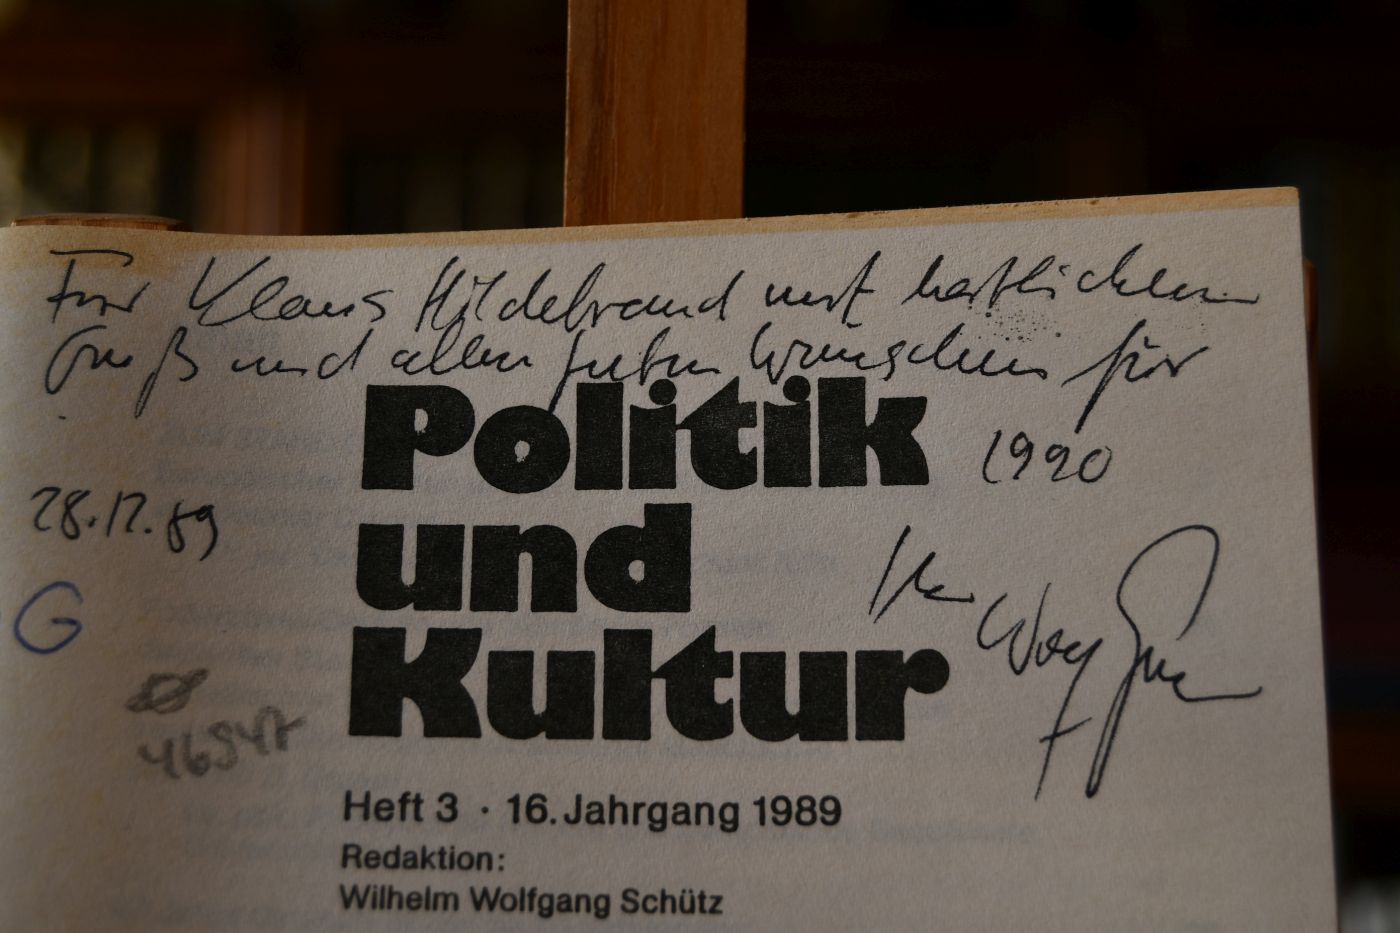 Für Klaus Hildebrand mit herzlichem
Gruß und allen guten Wünschen für
1990
28.12.89
G
Politik
und
Kultur
Heft 3 · 16. Jahrgang 1989
Redaktion:
Wilhelm Wolfgang Schütz